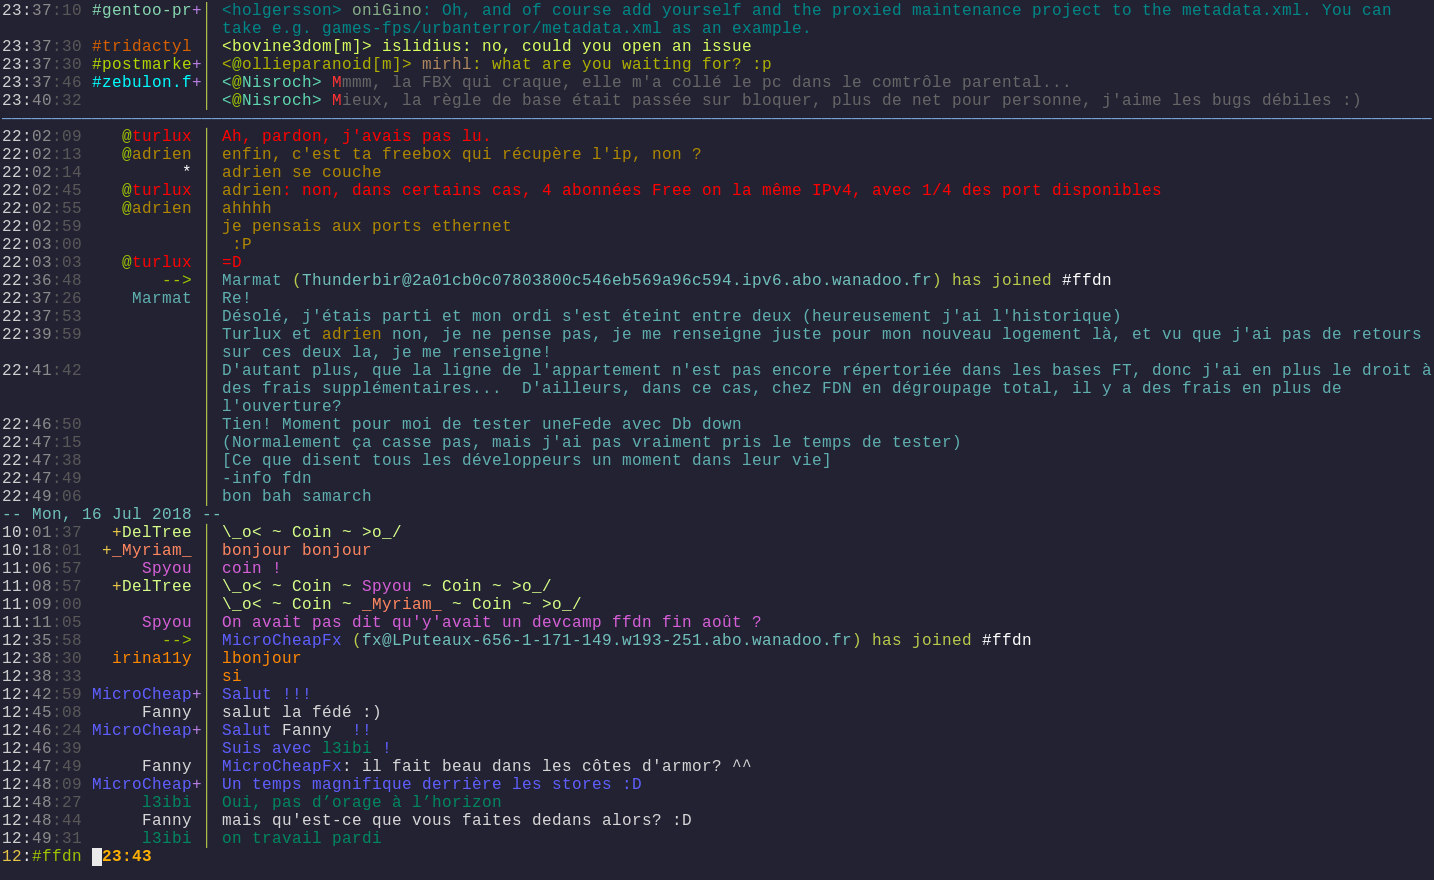 23:37:10 #gentoo-pr+│ <holgersson> oniGino: Oh, and of course add yourself and the proxied maintenance project to the metadata.xml. You can
│ take e.g. games-fps/urbanterror/metadata.xml as an example.
23:37:30 #tridactyl │ <bovine3dom[m]> islidius: no, could you open an issue
23:37:30 #postmarke+│ <@ollieparanoid[m]> mirhl: what are you waiting for? :p
23:37:46 #zebulon.f+│ <@Nisroch> Mmmm, la FBX qui craque, elle m'a collé le pc dans le comtrôle parental...
23:40:32 │ <@Nisroch> Mieux, la règle de base était passée sur bloquer, plus de net pour personne, j'aime les bugs débiles :)
22:02:09 @turlux │ Ah, pardon, j'avais pas lu.
22:02:13 @adrien │ enfin, c'est ta freebox qui récupère l'ip, non ?
22:02:14 * │ adrien se couche
22:02:45 @turlux │ adrien: non, dans certains cas, 4 abonnées Free on la même IPv4, avec 1/4 des port disponibles
22:02:55 @adrien │ ahhhh
22:02:59 │ je pensais aux ports ethernet
22:03:00 │ :P
22:03:03 @turlux │ =D
22:36:48 --> │ Marmat (Thunderbir@2a01cb0c07803800c546eb569a96c594.ipv6.abo.wanadoo.fr) has joined #ffdn
22:37:26 Marmat │ Re!
22:37:53 │ Désolé, j'étais parti et mon ordi s'est éteint entre deux (heureusement j'ai l'historique)
22:39:59 │ Turlux et adrien non, je ne pense pas, je me renseigne juste pour mon nouveau logement là, et vu que j'ai pas de retours
│ sur ces deux la, je me renseigne!
22:41:42 │ D'autant plus, que la ligne de l'appartement n'est pas encore répertoriée dans les bases FT, donc j'ai en plus le droit à
│ des frais supplémentaires...  D'ailleurs, dans ce cas, chez FDN en dégroupage total, il y a des frais en plus de
│ l'ouverture?
22:46:50 │ Tien! Moment pour moi de tester uneFede avec Db down
22:47:15 │ (Normalement ça casse pas, mais j'ai pas vraiment pris le temps de tester)
22:47:38 │ [Ce que disent tous les développeurs un moment dans leur vie]
22:47:49 │ -info fdn
22:49:06 │ bon bah samarch
-- Mon, 16 Jul 2018 --
10:01:37 +DelTree │ \_o< ~ Coin ~ >o_/
10:18:01 +_Myriam_ │ bonjour bonjour
11:06:57 Spyou │ coin !
11:08:57 +DelTree │ \_o< ~ Coin ~ Spyou ~ Coin ~ >o_/
11:09:00 │ \_o< ~ Coin ~ _Myriam_ ~ Coin ~ >o_/
11:11:05 Spyou │ On avait pas dit qu'y'avait un devcamp ffdn fin août ?
12:35:58 --> │ MicroCheapFx (fx@LPuteaux-656-1-171-149.w193-251.abo.wanadoo.fr) has joined #ffdn
12:38:30 irina11y │ lbonjour
12:38:33 │ si
12:42:59 MicroCheap+│ Salut !!!
12:45:08 Fanny │ salut la fédé :)
12:46:24 MicroCheap+│ Salut Fanny  !!
12:46:39 │ Suis avec l3ibi !
12:47:49 Fanny │ MicroCheapFx: il fait beau dans les côtes d'armor? ^^
12:48:09 MicroCheap+│ Un temps magnifique derrière les stores :D
12:48:27 l3ibi │ Oui, pas d’orage à l’horizon
12:48:44 Fanny │ mais qu'est-ce que vous faites dedans alors? :D
12:49:31 l3ibi │ on travail pardi
12:#ffdn 23:43